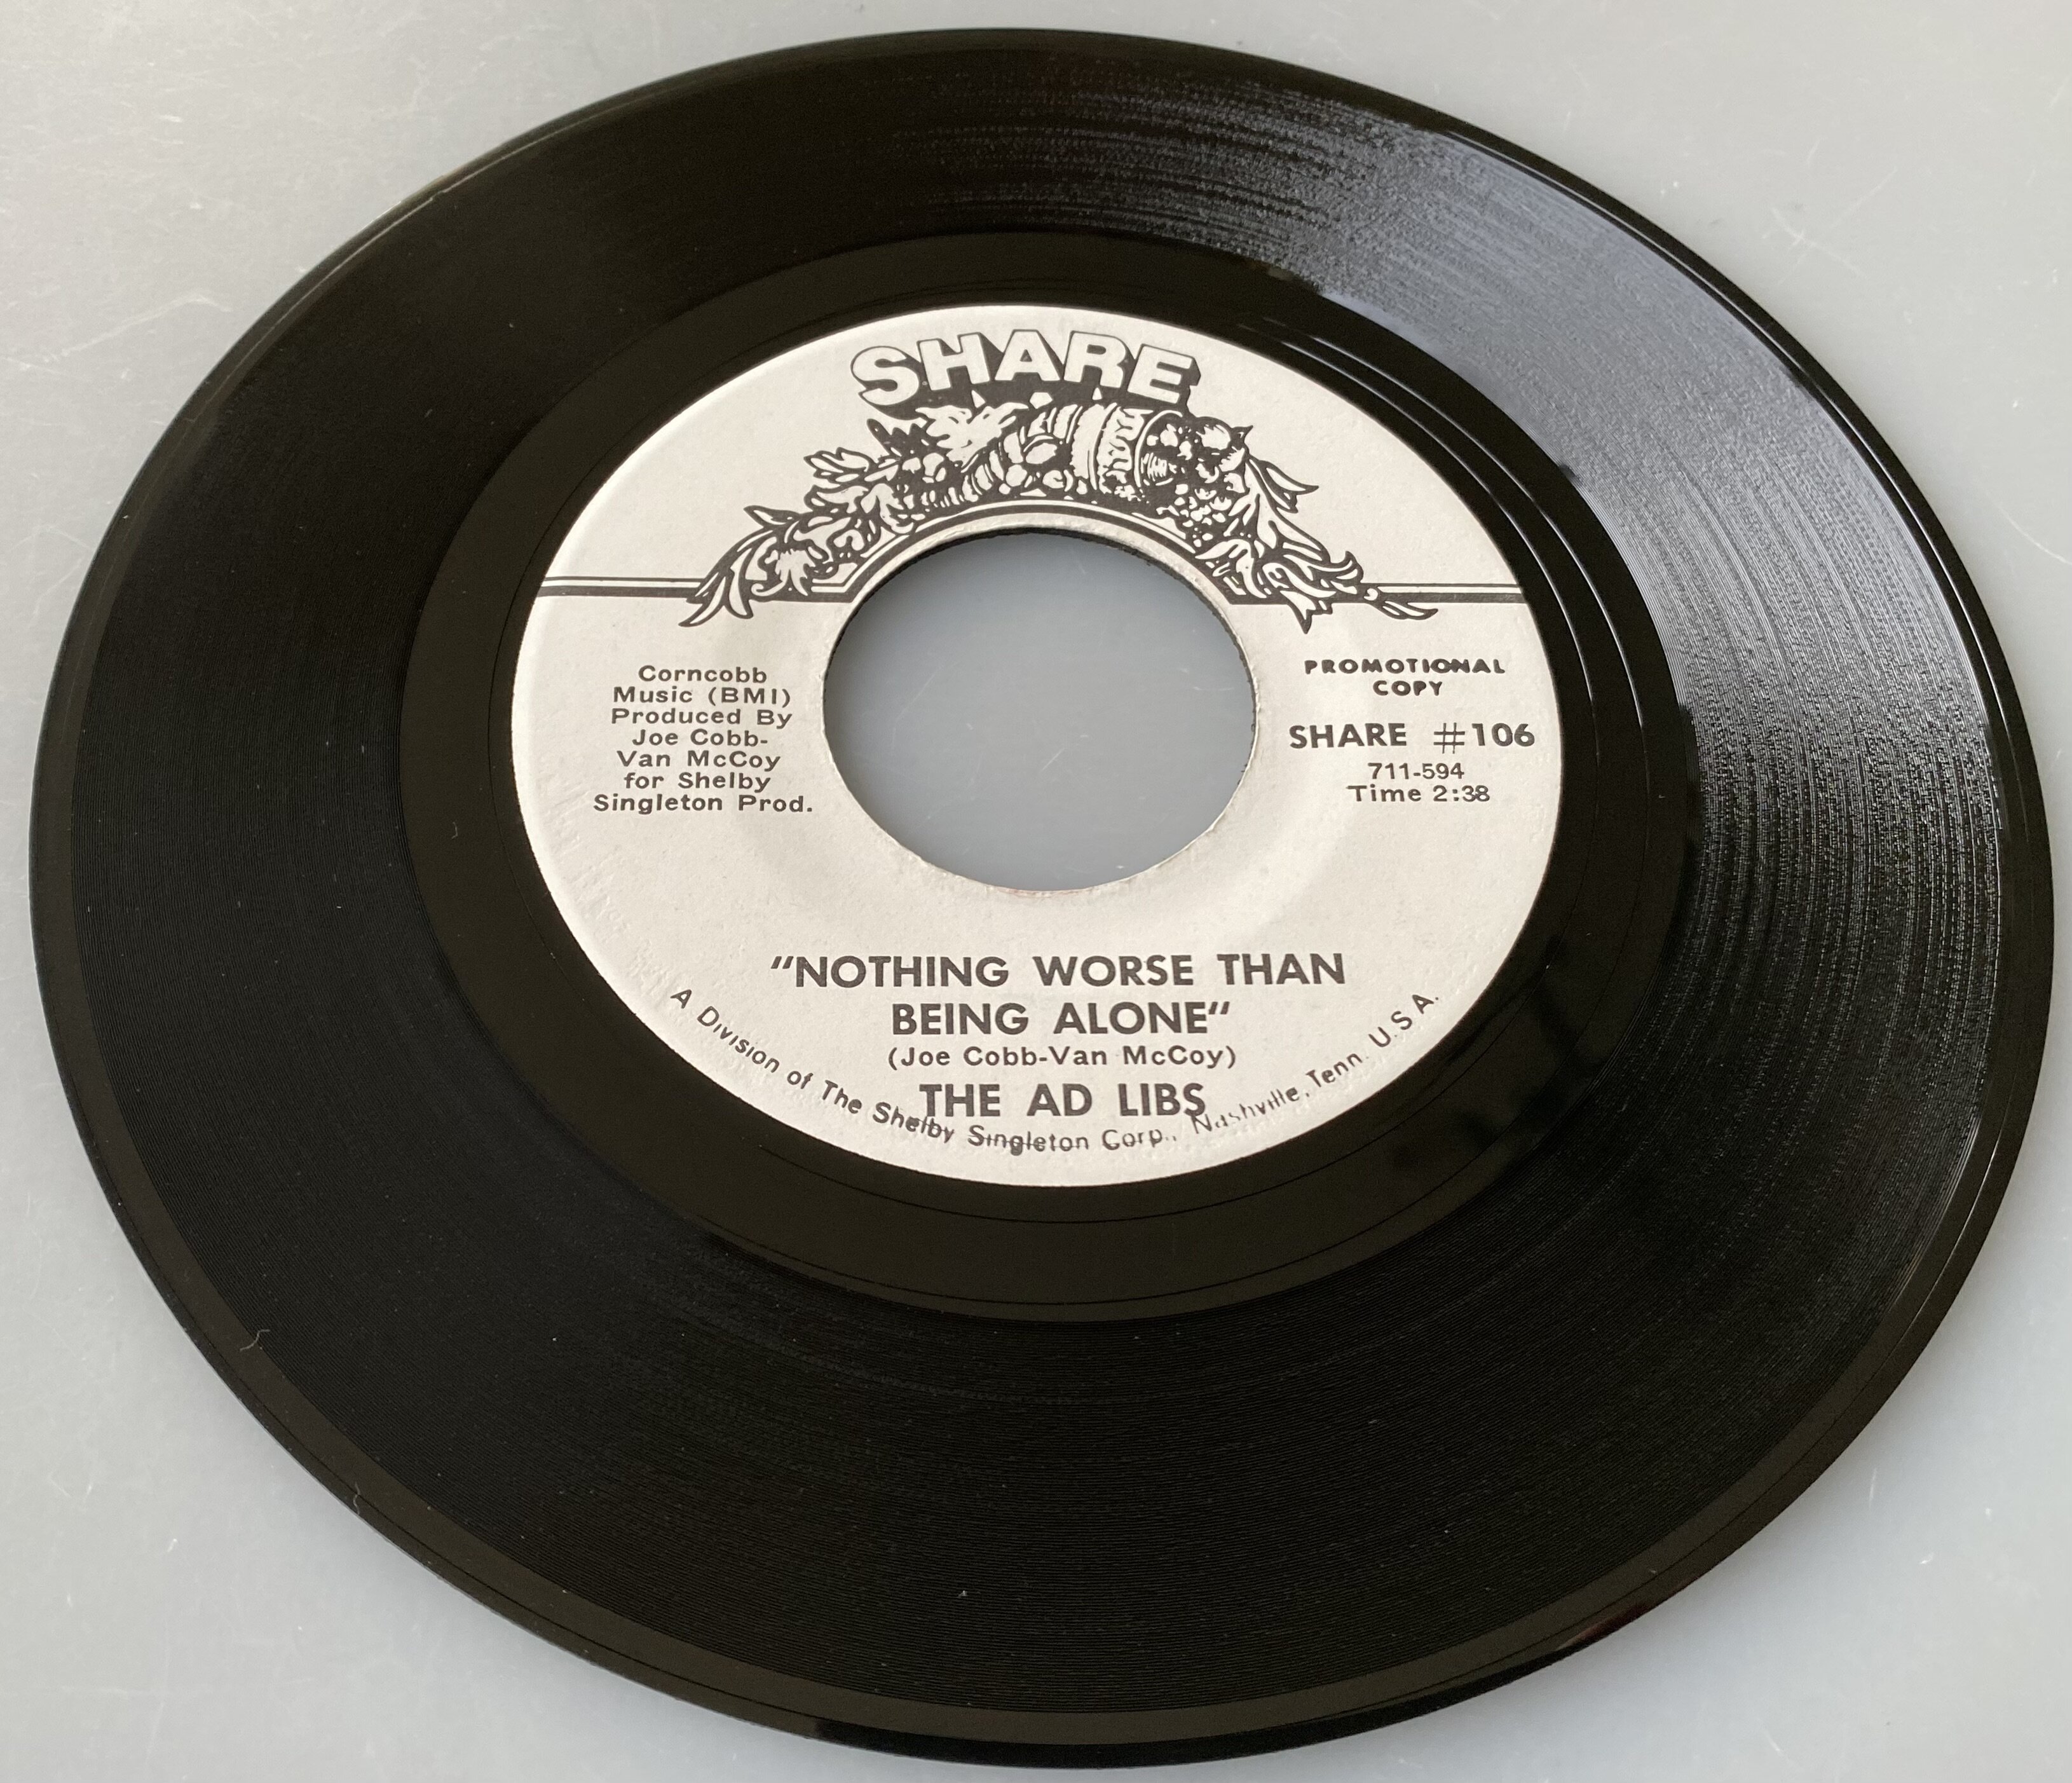 SHARE
Corncobb
Music (BMI)
Produced By
Joe Cobb-
Van McCoy
for Shelby
Singleton Prod.
PROMOTIONAL
COPY
SHARE #106
711-594
Time 2:38
"NOTHING WORSE THAN
BEING ALONE"
(Joe Cobb-Van McCoy)
THE AD LIBS
A Division of The Shelby Singleton Corp., Nashville, Tenn. U.S.A.